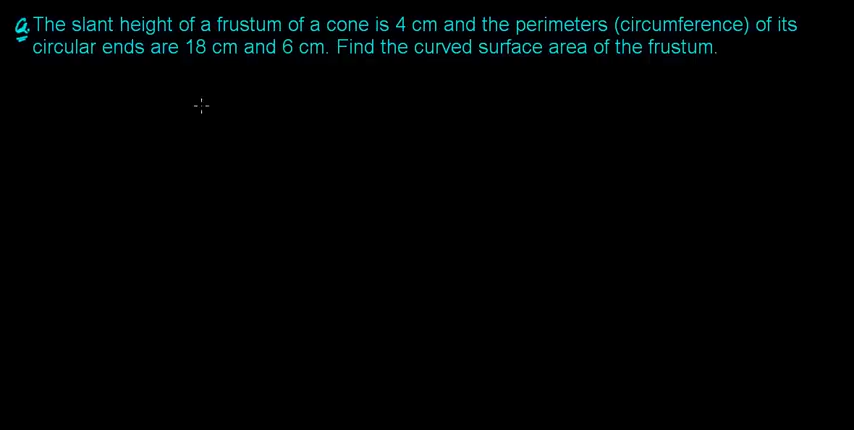 Q. The slant height of a frustum of a cone is 4 cm and the perimeters (circumference) of its
circular ends are 18 cm and 6 cm. Find the curved surface area of the frustum.